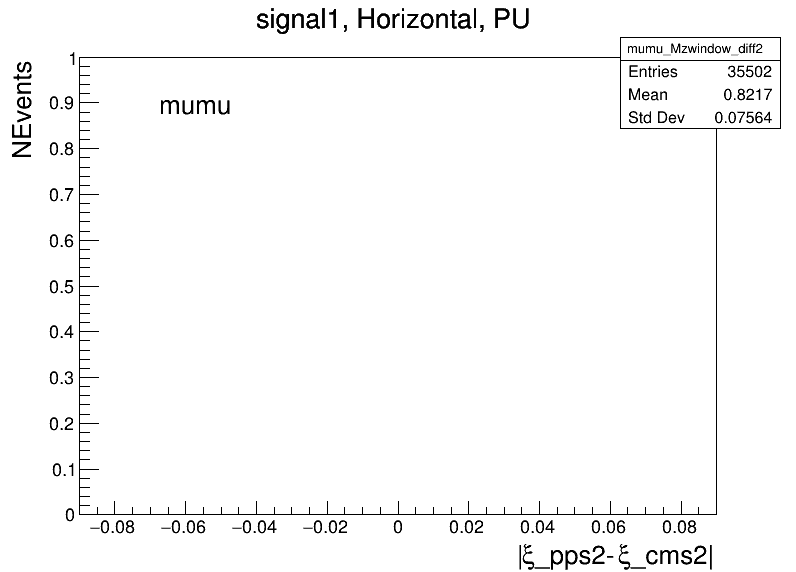 signal1, Horizontal, PU
mumu_Mzwindow_diff2
Entries 35502
Mean 0.8217
Std Dev 0.07564
NEvents
mumu
1
0.9
0.8
0.7
0.6
0.5
0.4
0.3
0.2
0.1
0
−0.08 −0.06 −0.04 −0.02 0 0.02 0.04 0.06 0.08
|ξ_pps2-ξ_cms2|